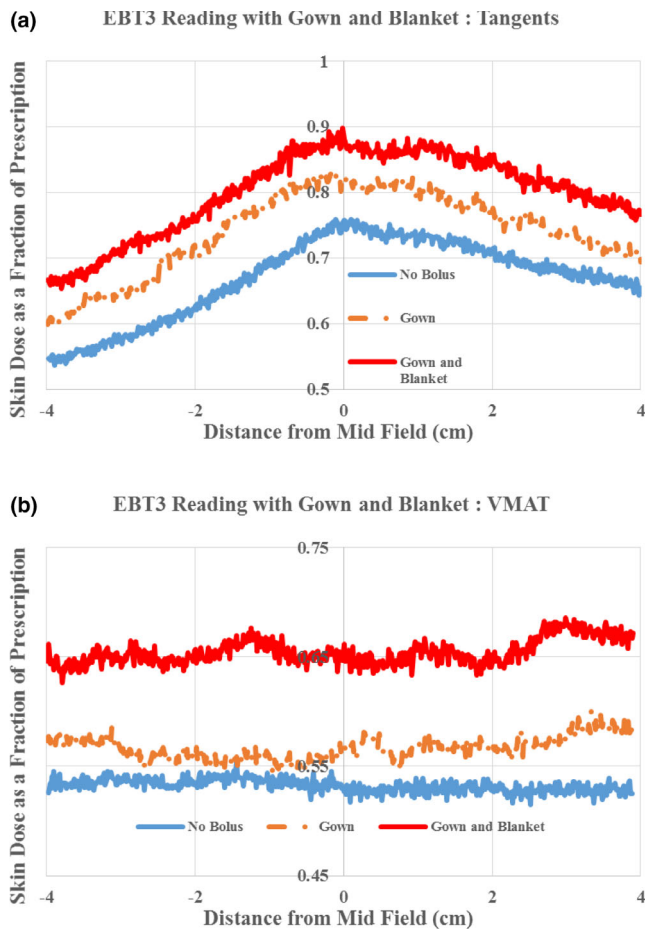 (a)
EBT3 Reading with Gown and Blanket : Tangents
Skin Dose as a Fraction of Prescription
1
0.9
0.8
0.7
0.6
0.5
No Bolus
Gown
Gown and
Blanket
-4
-2
0
2
4
Distance from Mid Field (cm)
(b)
EBT3 Reading with Gown and Blanket : VMAT
Skin Dose as a Fraction of Prescription
0.75
0.65
0.55
0.45
No Bolus
Gown
Gown and Blanket
-4
-2
0
2
4
Distance from Mid Field (cm)